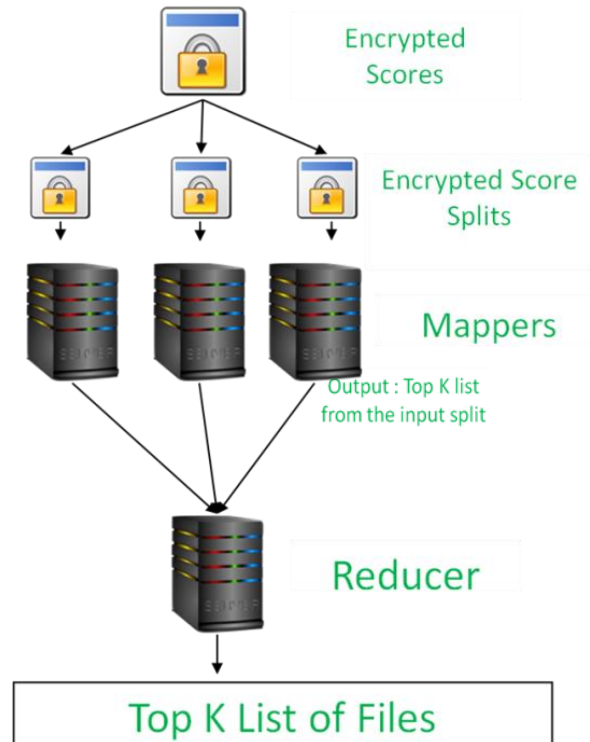 Encrypted
Scores
Encrypted Score
Splits
Mappers
Output : Top K list
from the input split
Reducer
Top K List of Files